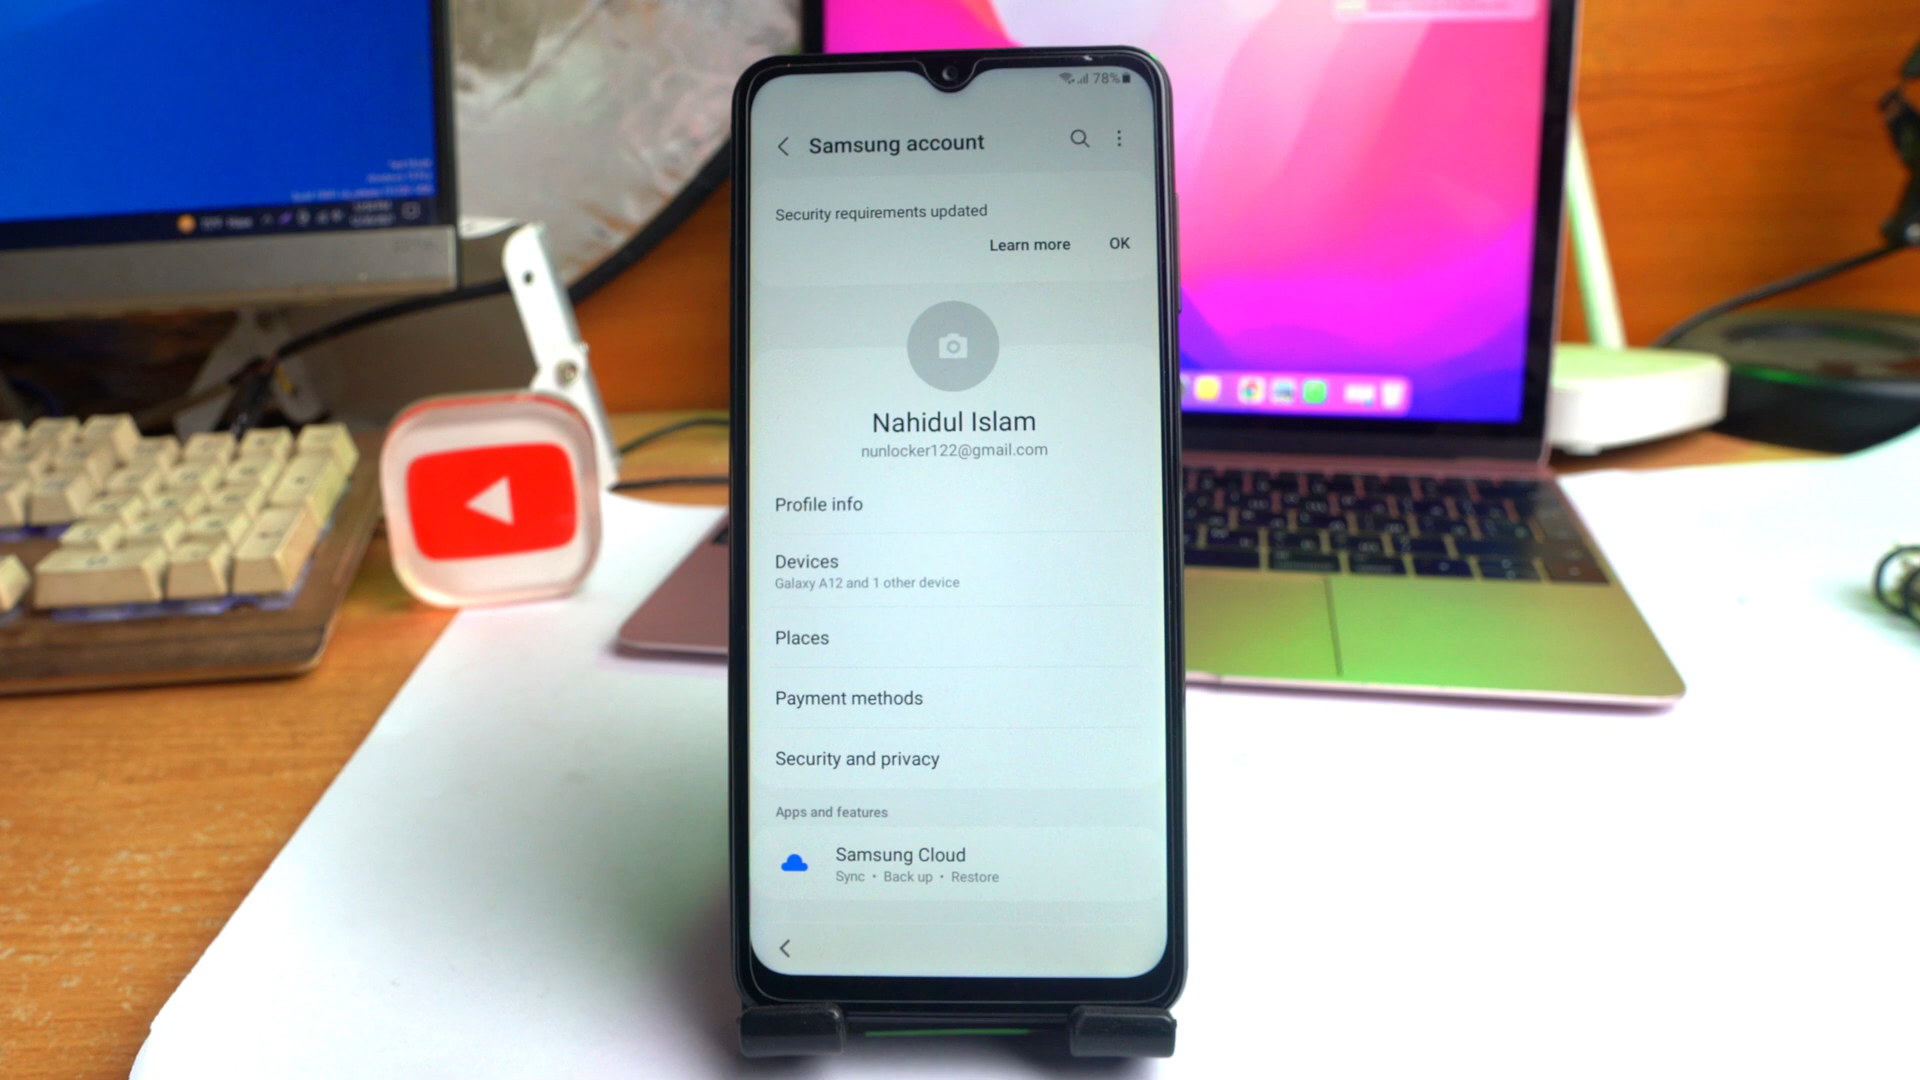 78%
Samsung account
Security requirements updated
Learn more OK
Nahidul Islam
nunlocker122@gmail.com
Profile info
Devices
Galaxy A12 and 1 other device
Places
Payment methods
Security and privacy
Apps and features
Samsung Cloud
Sync • Back up • Restore